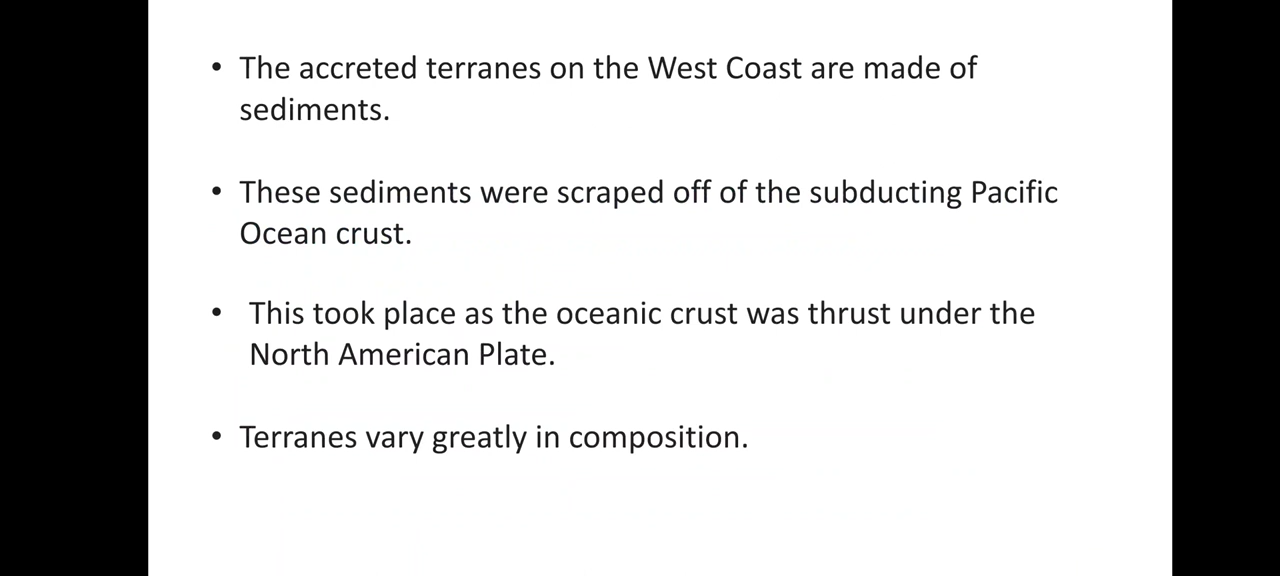 • The accreted terranes on the West Coast are made of
sediments.
• These sediments were scraped off of the subducting Pacific
Ocean crust.
• This took place as the oceanic crust was thrust under the
North American Plate.
• Terranes vary greatly in composition.